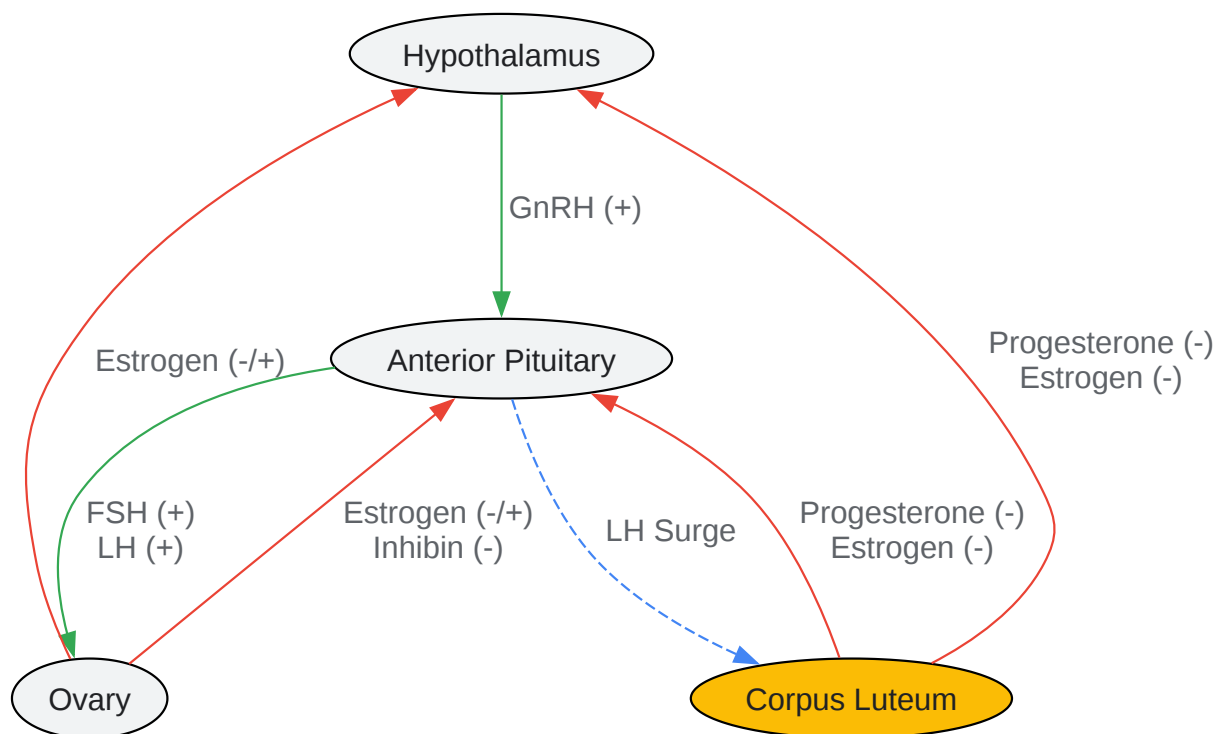 Hypothalamus
GnRH (+)
Progesterone (-)
Estrogen (-)
Estrogen (-/+)
Anterior Pituitary
FSH (+)
LH (+)
Estrogen (-/+)
Inhibin (-)
LH Surge
Progesterone (-)
Estrogen (-)
Ovary
Corpus Luteum